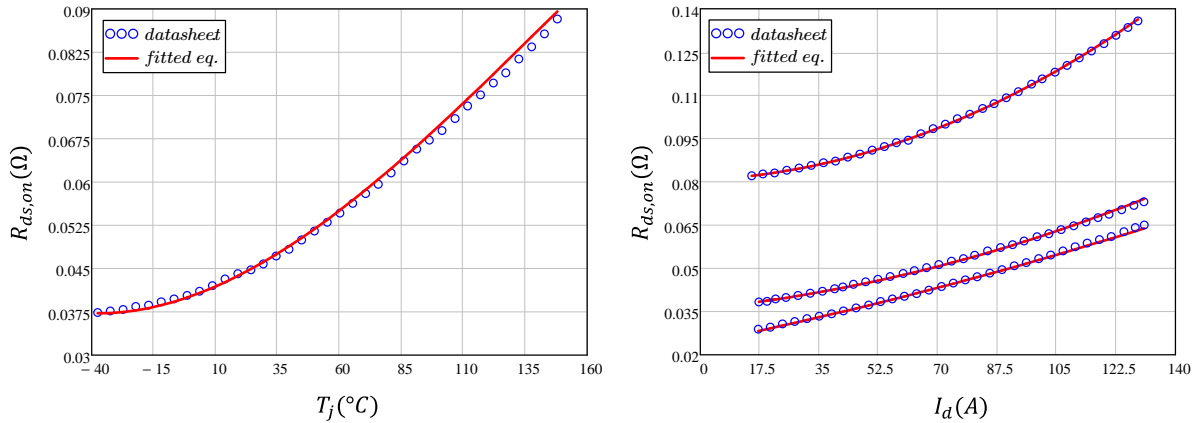 0.09
0.0825
0.075
0.0675
0.06
0.0525
0.045
0.0375
0.03
R_{ds,on}(Ω)
datasheet
fitted eq.
− 40 − 15 10 35 60 85 110 135 160
T_j(°C)
0.14
0.125
0.11
0.095
0.08
0.065
0.05
0.035
0.02
R_{ds,on}(Ω)
datasheet
fitted eq.
0 17.5 35 52.5 70 87.5 105 122.5 140
I_d(A)